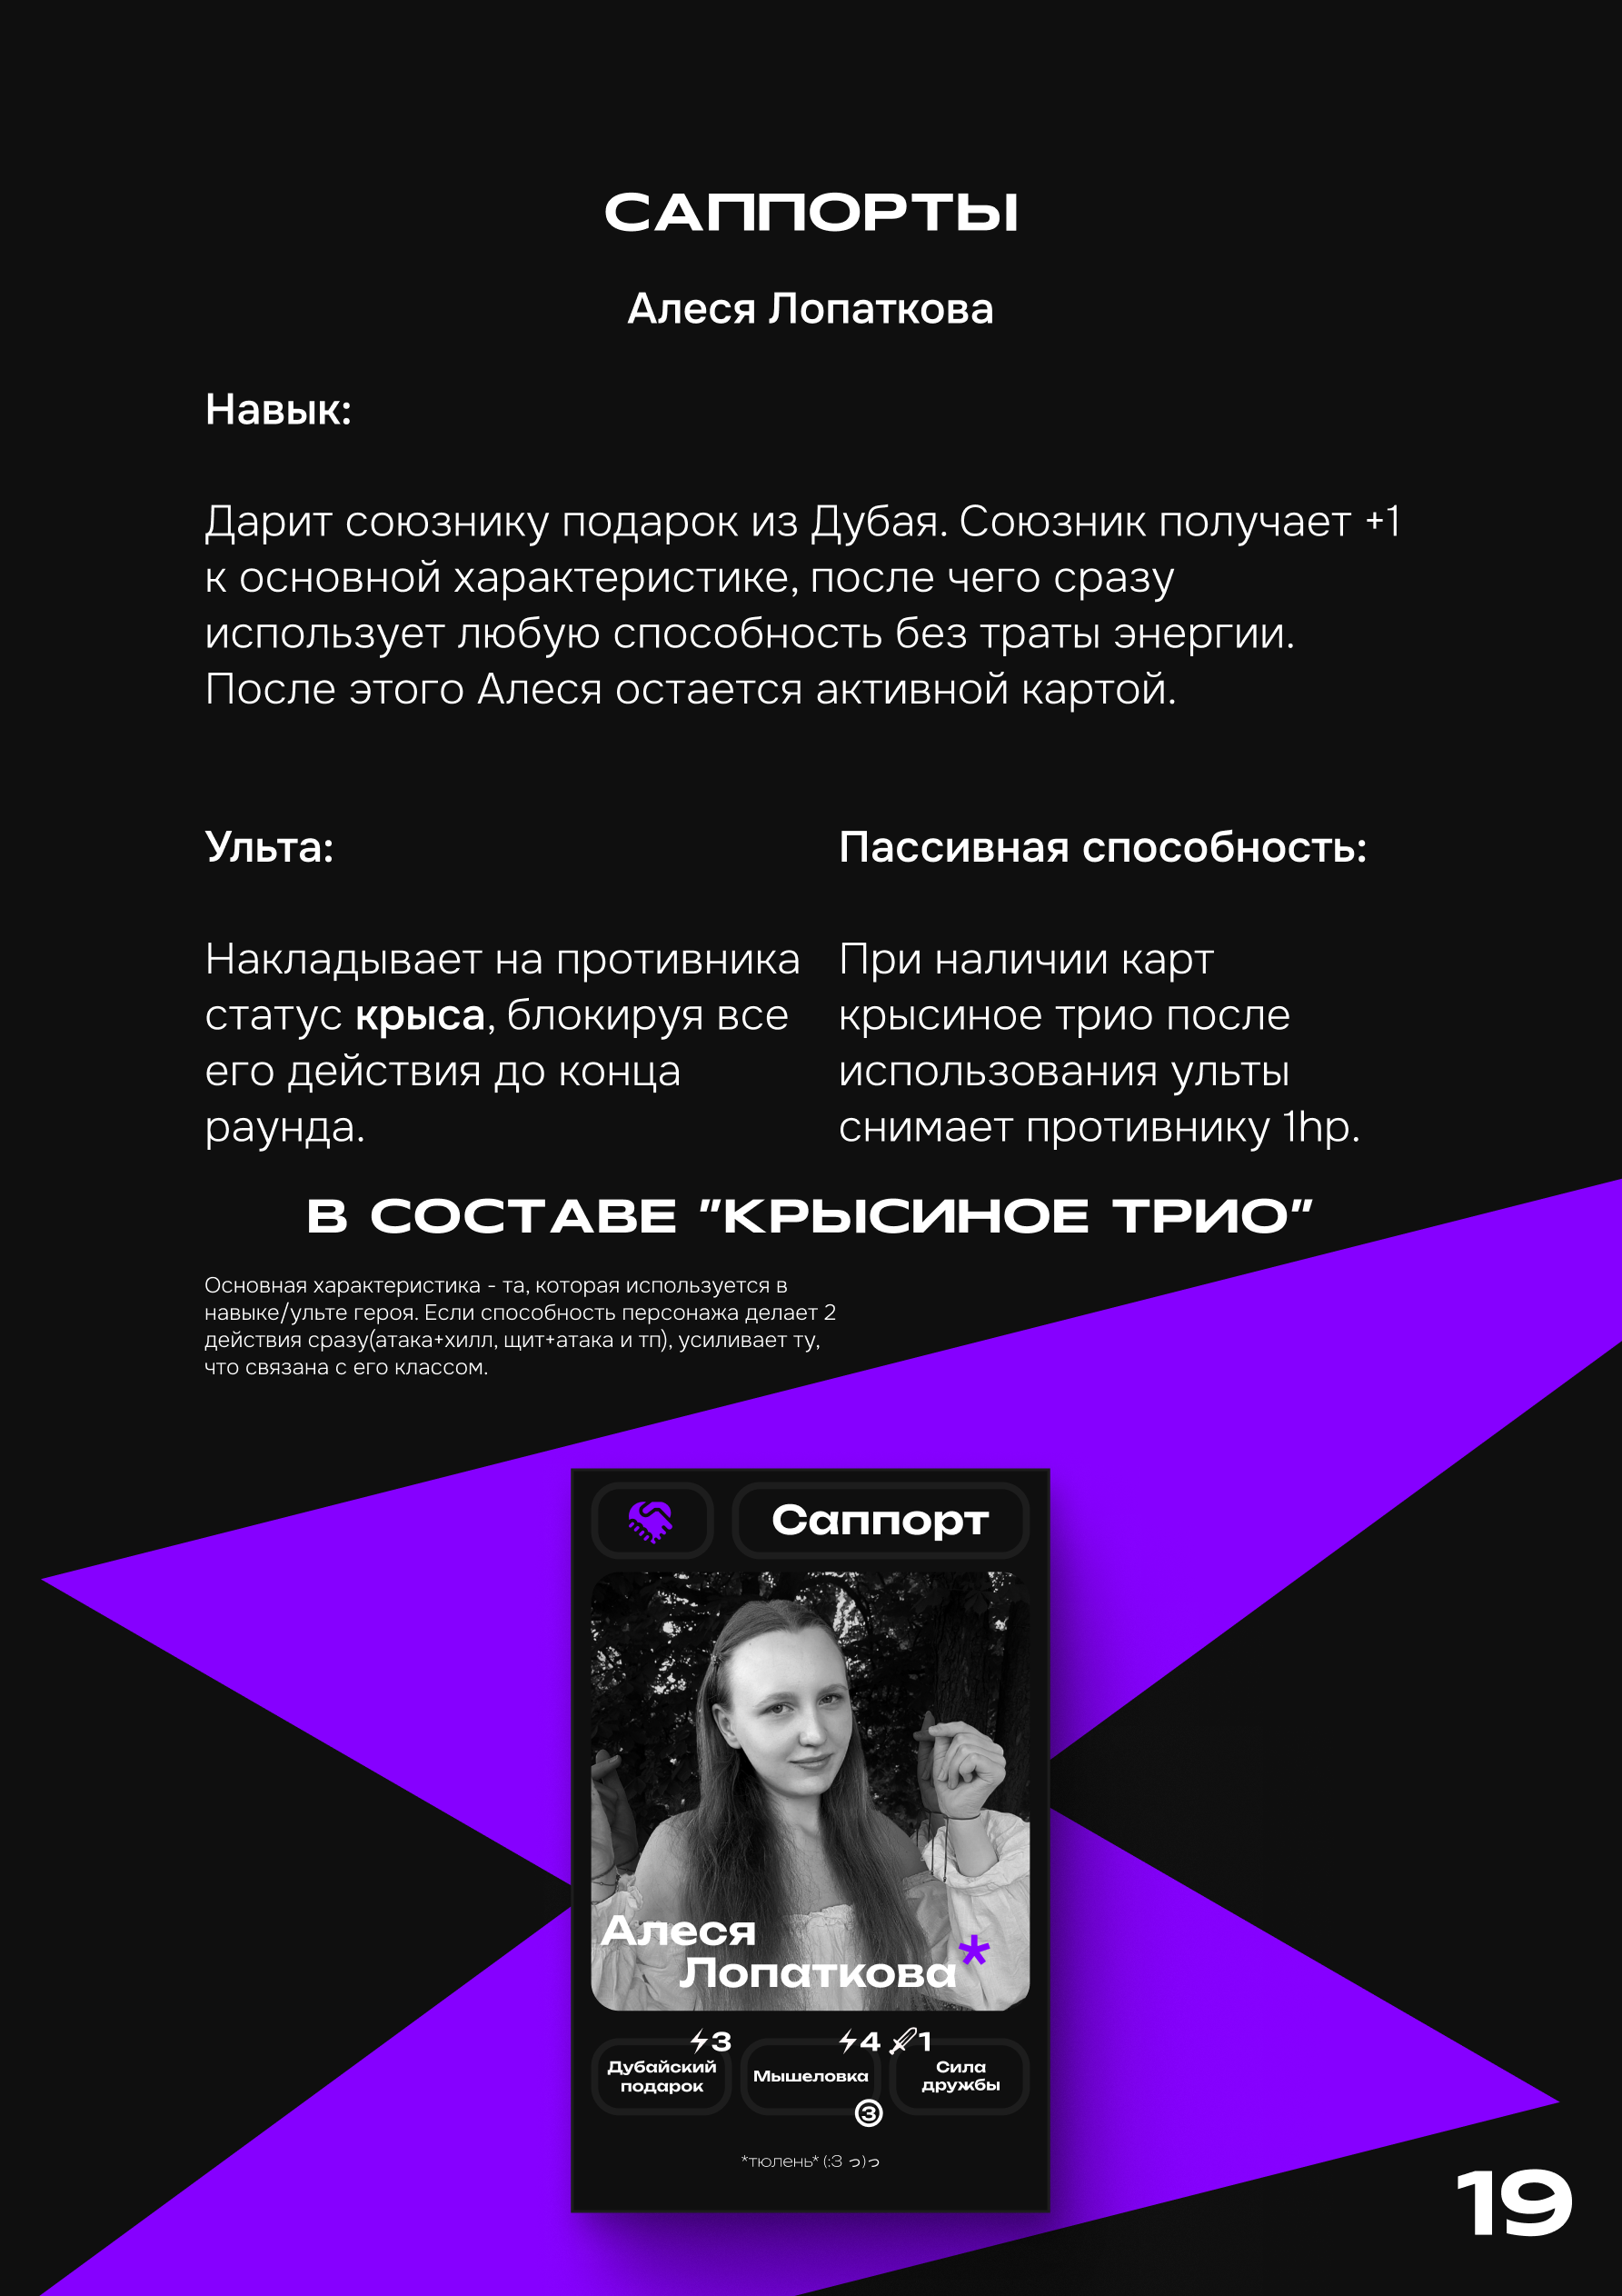 САППОРТЫ
Алеся Лопаткова
Навык:
Дарит союзнику подарок из Дубая. Союзник получает +1
к основной характеристике, после чего сразу
использует любую способность без траты энергии.
После этого Алеся остается активной картой.
Ульта:
Накладывает на противника
статус крыса, блокируя все
его действия до конца
раунда.
Пассивная способность:
При наличии карт
крысиное трио после
использования ульты
снимает противнику 1hp.
В СОСТАВЕ "КРЫСИНОЕ ТРИО"
Основная характеристика - та, которая используется в
навыке/ульте героя. Если способность персонажа делает 2
действия сразу(атака+хилл, щит+атака и тп), усиливает ту,
что связана с его классом.
Саппорт
Алеся
Лопаткова*
3
Дубайский
подарок
4
Мышеловка
3
1
Сила
дружбы
*тюлень* (:3 っ)っ
19